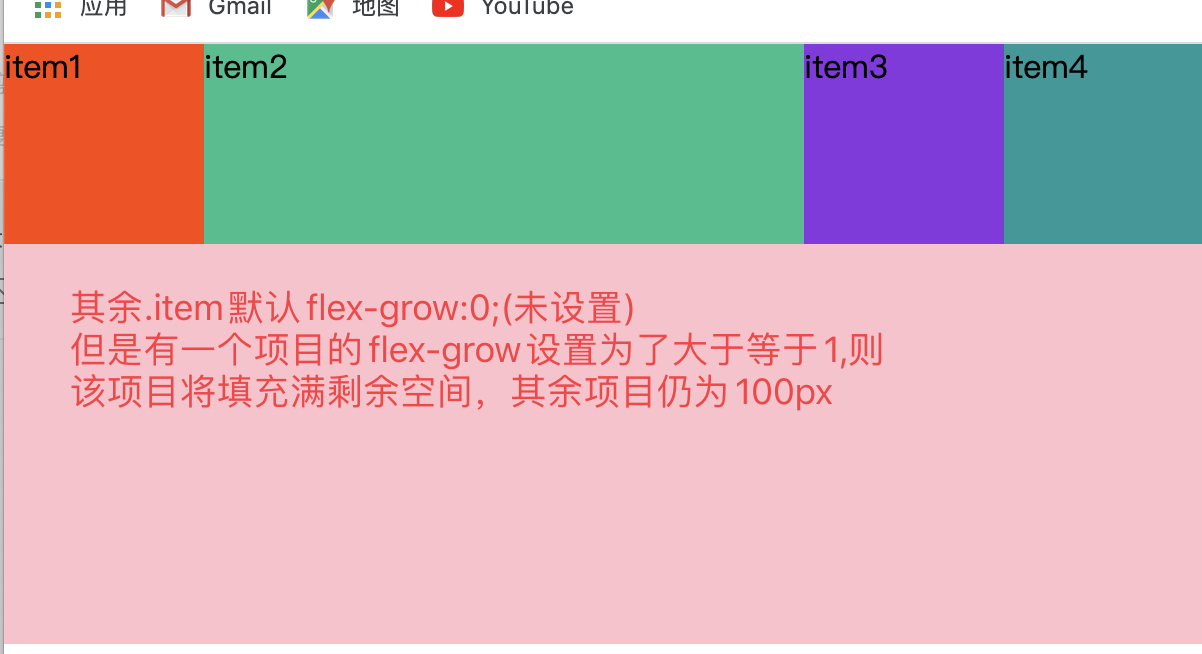 应用 Gmail 地图 YouTube
item1 item2 item3 item4
其余.item默认flex-grow:0;(未设置)
但是有一个项目的flex-grow设置为了大于等于1,则
该项目将填充满剩余空间，其余项目仍为100px